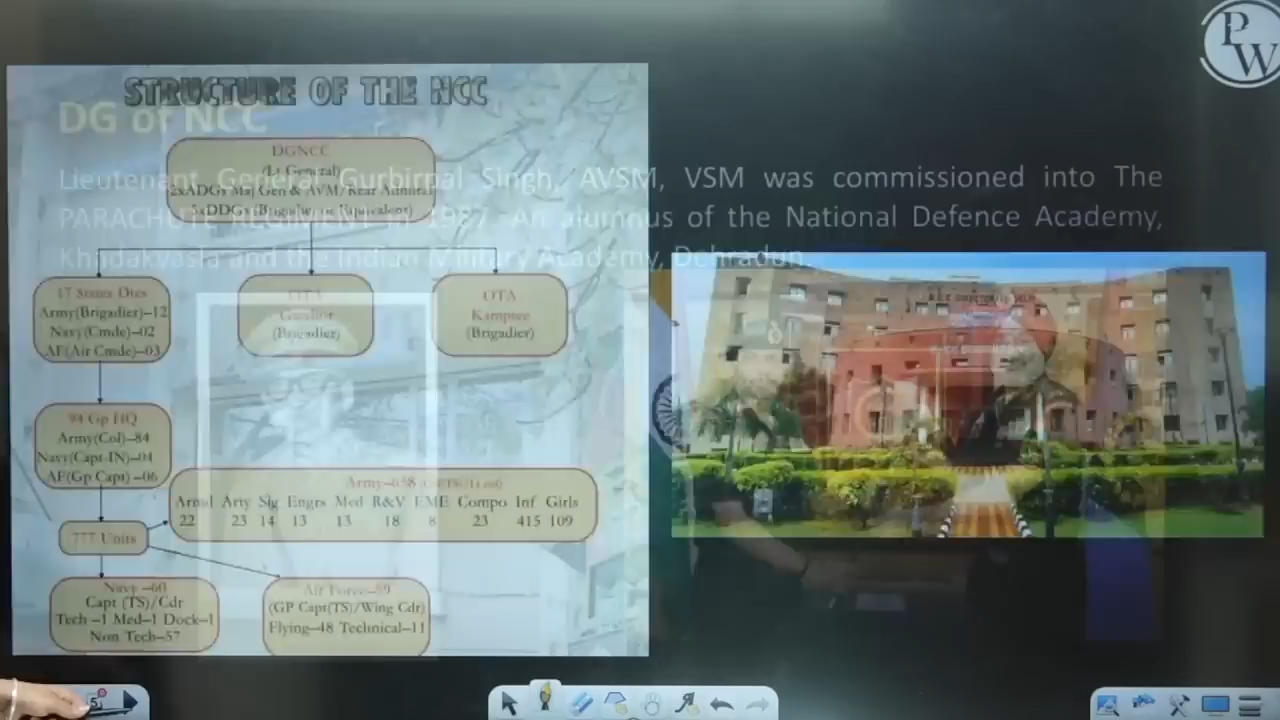 STRUCTURE OF THE NCC
DG of NCC
DGNCC
(Lt General)
2xADGs Maj Gen & AVM/Rear Admiral
5xDDGs (Brigadier or Equivalent)
Lieutenant General Gurbirpal Singh, AVSM, VSM was commissioned into The
PARACHUTE REGIMENT in 1987. An alumnus of the National Defence Academy,
Khadakvasla and the Indian Military Academy, Dehradun
17 States Dtes
Army(Brigadier)–12
Navy(Cmde)–02
AF(Air Cmde)–03
OTA
Gwalior
(Brigadier)
OTA
Kamptee
(Brigadier)
94 Gp HQ
Army(Col)–84
Navy(Capt-IN)–04
AF(Gp Capt) –06
Army–658
Armd Arty Sig Engrs Med R&V EME Compo Inf Girls
22 23 14 13 13 18 8 23 415 109
777 Units
Navy –60
Capt (TS)/Cdr
Tech –1 Med–1 Dock–1
Non Tech–57
Air Force–59
(GP Capt(TS)/Wing Cdr)
Flying–48 Technical–11
PW